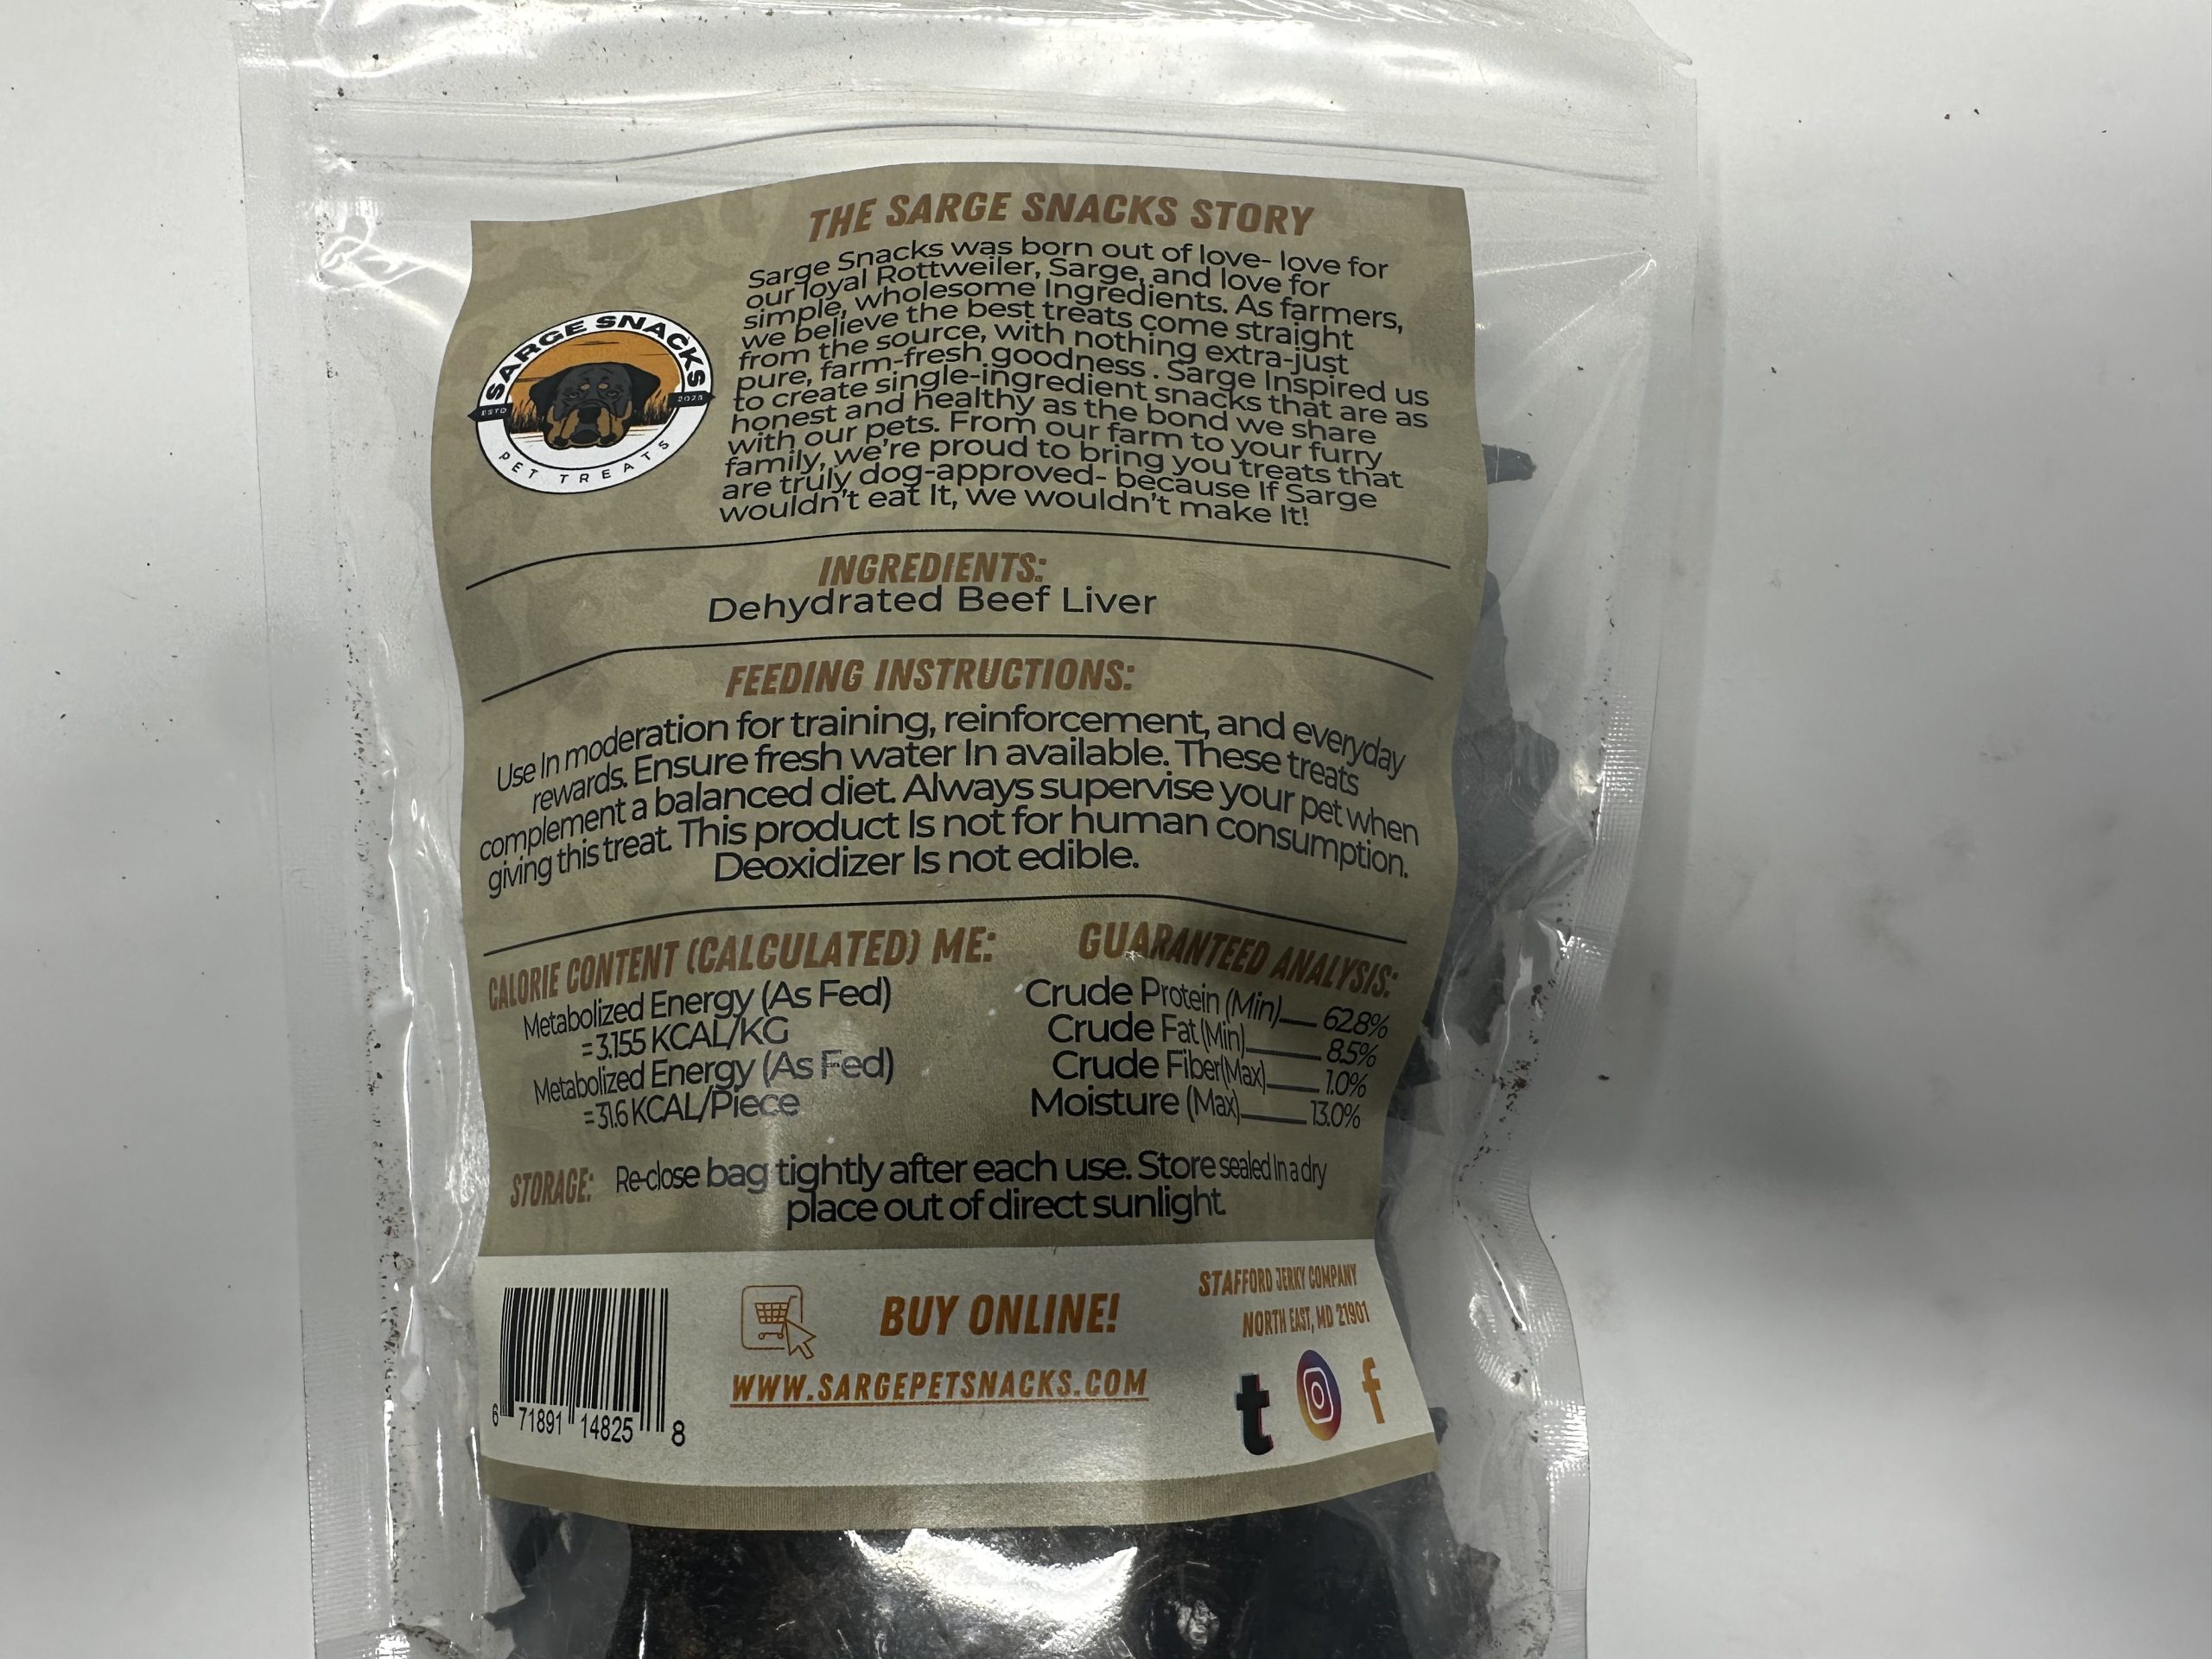 THE SARGE SNACKS STORY
Sarge Snacks was born out of love- love for
our loyal Rottweiler, Sarge, and love for
simple, wholesome Ingredients. As farmers,
we believe the best treats come straight
from the source, with nothing extra-just
pure, farm-fresh goodness . Sarge Inspired us
to create single-ingredient snacks that are as
honest and healthy as the bond we share
with our pets. From our farm to your furry
family, we're proud to bring you treats that
are truly dog-approved- because If Sarge
wouldn't eat It, we wouldn't make It!
SARGE SNACKS
ESTD 2025
PET TREATS
INGREDIENTS:
Dehydrated Beef Liver
FEEDING INSTRUCTIONS:
Use In moderation for training, reinforcement, and everyday
rewards. Ensure fresh water In available. These treats
complement a balanced diet. Always supervise your pet when
giving this treat. This product Is not for human consumption.
Deoxidizer Is not edible.
CALORIE CONTENT (CALCULATED) ME:
Metabolized Energy (As Fed)
=3,155 KCAL/KG
Metabolized Energy (As Fed)
=31.6 KCAL/Piece
GUARANTEED ANALYSIS:
Crude Protein (Min) 62.8%
Crude Fat (Min) 8.5%
Crude Fiber(Max) 1.0%
Moisture (Max) 13.0%
STORAGE: Re-close bag tightly after each use. Store sealed In a dry
place out of direct sunlight.
6 71891 14825 8
BUY ONLINE!
WWW.SARGEPETSNACKS.COM
STAFFORD JERKY COMPANY
NORTH EAST, MD 21901
t f